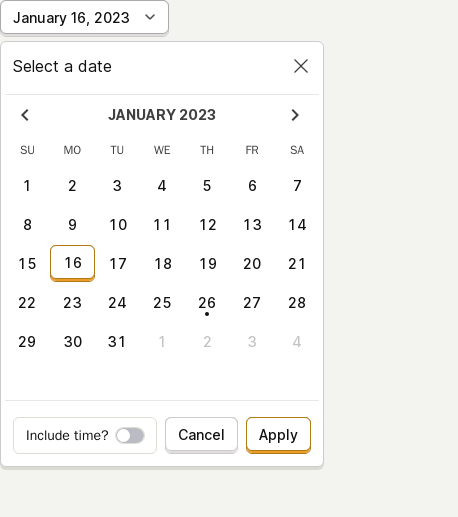 January 16, 2023
Select a date
JANUARY 2023
SU MO TU WE TH FR SA
1 2 3 4 5 6 7
8 9 10 11 12 13 14
15 16 17 18 19 20 21
22 23 24 25 26 27 28
29 30 31 1 2 3 4
Include time? Cancel Apply